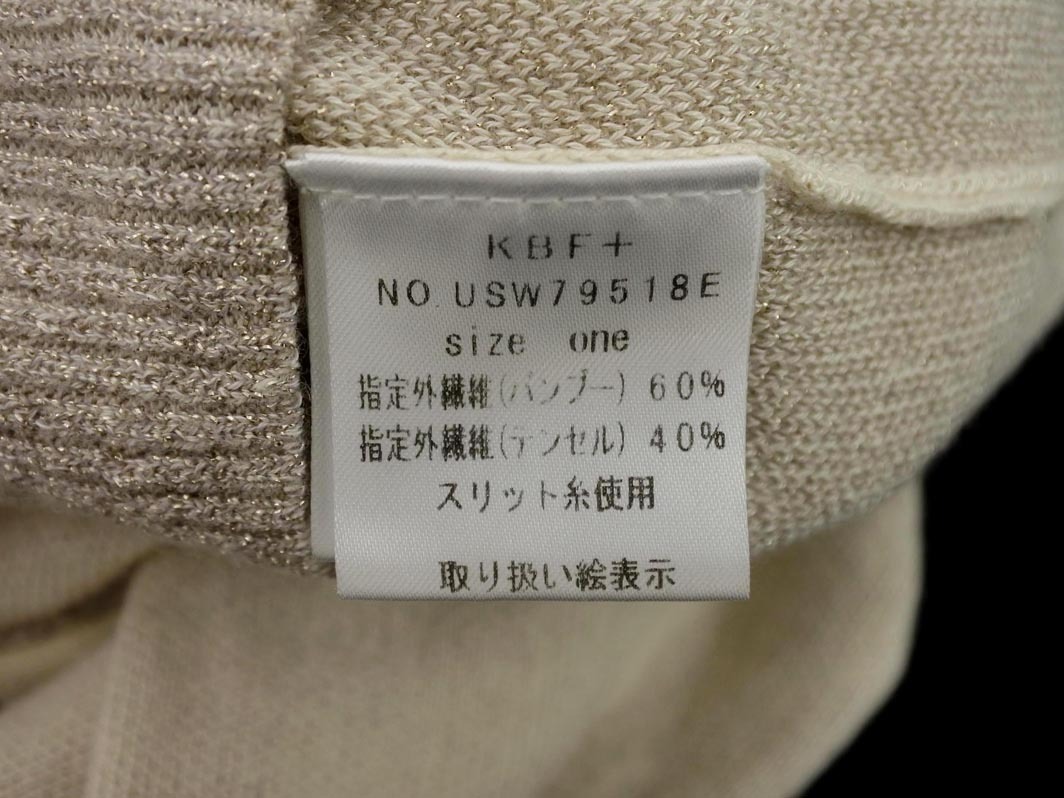 KBF+
NO.USW79518E
size one
指定外繊維(バンブー) 60%
指定外繊維(テンセル) 40%
スリット糸使用
取り扱い絵表示